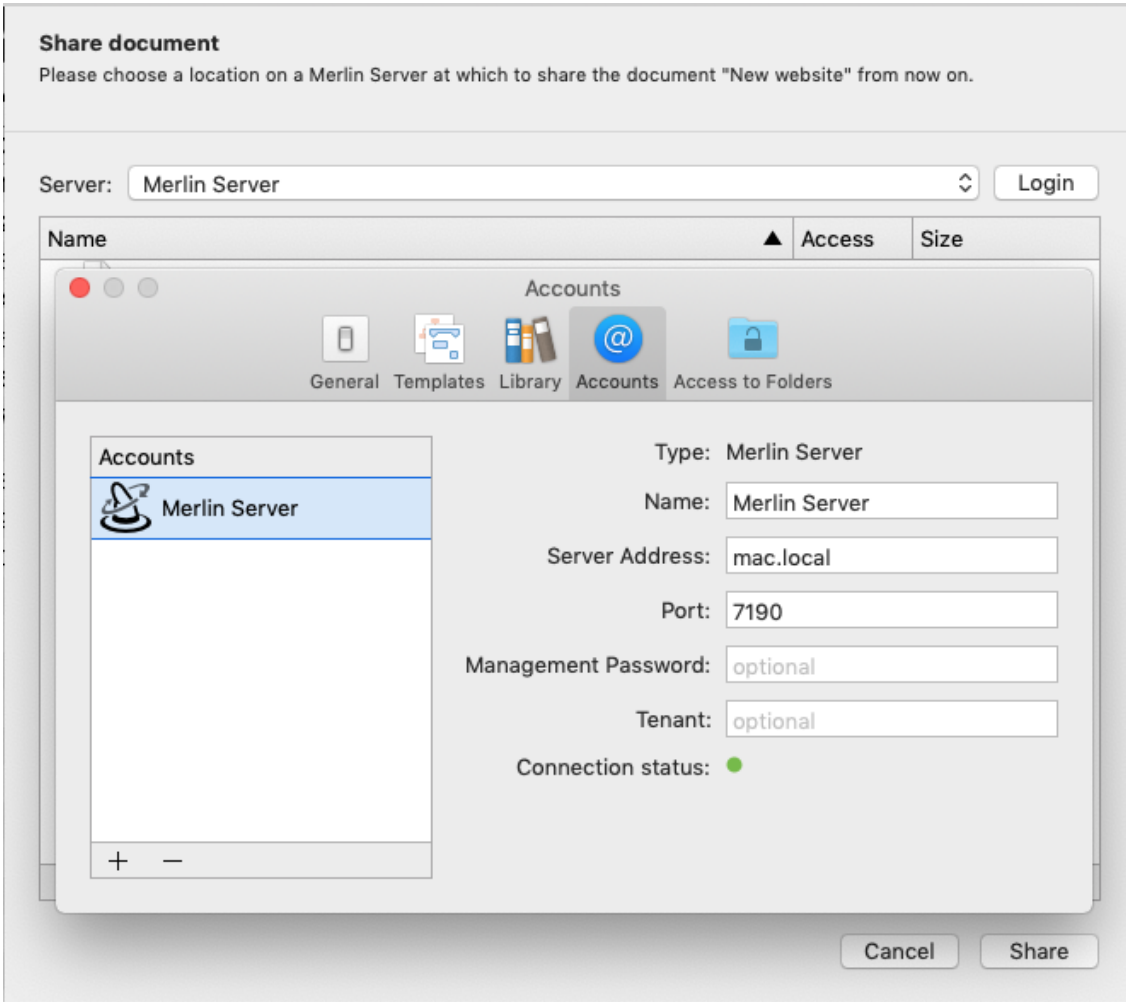 Share document
Please choose a location on a Merlin Server at which to share the document "New website" from now on.
Server: Merlin Server Login
Name Access Size
Accounts
General Templates Library Accounts Access to Folders
Accounts
Merlin Server
Type: Merlin Server
Name: Merlin Server
Server Address: mac.local
Port: 7190
Management Password: optional
Tenant: optional
Connection status:
Cancel Share